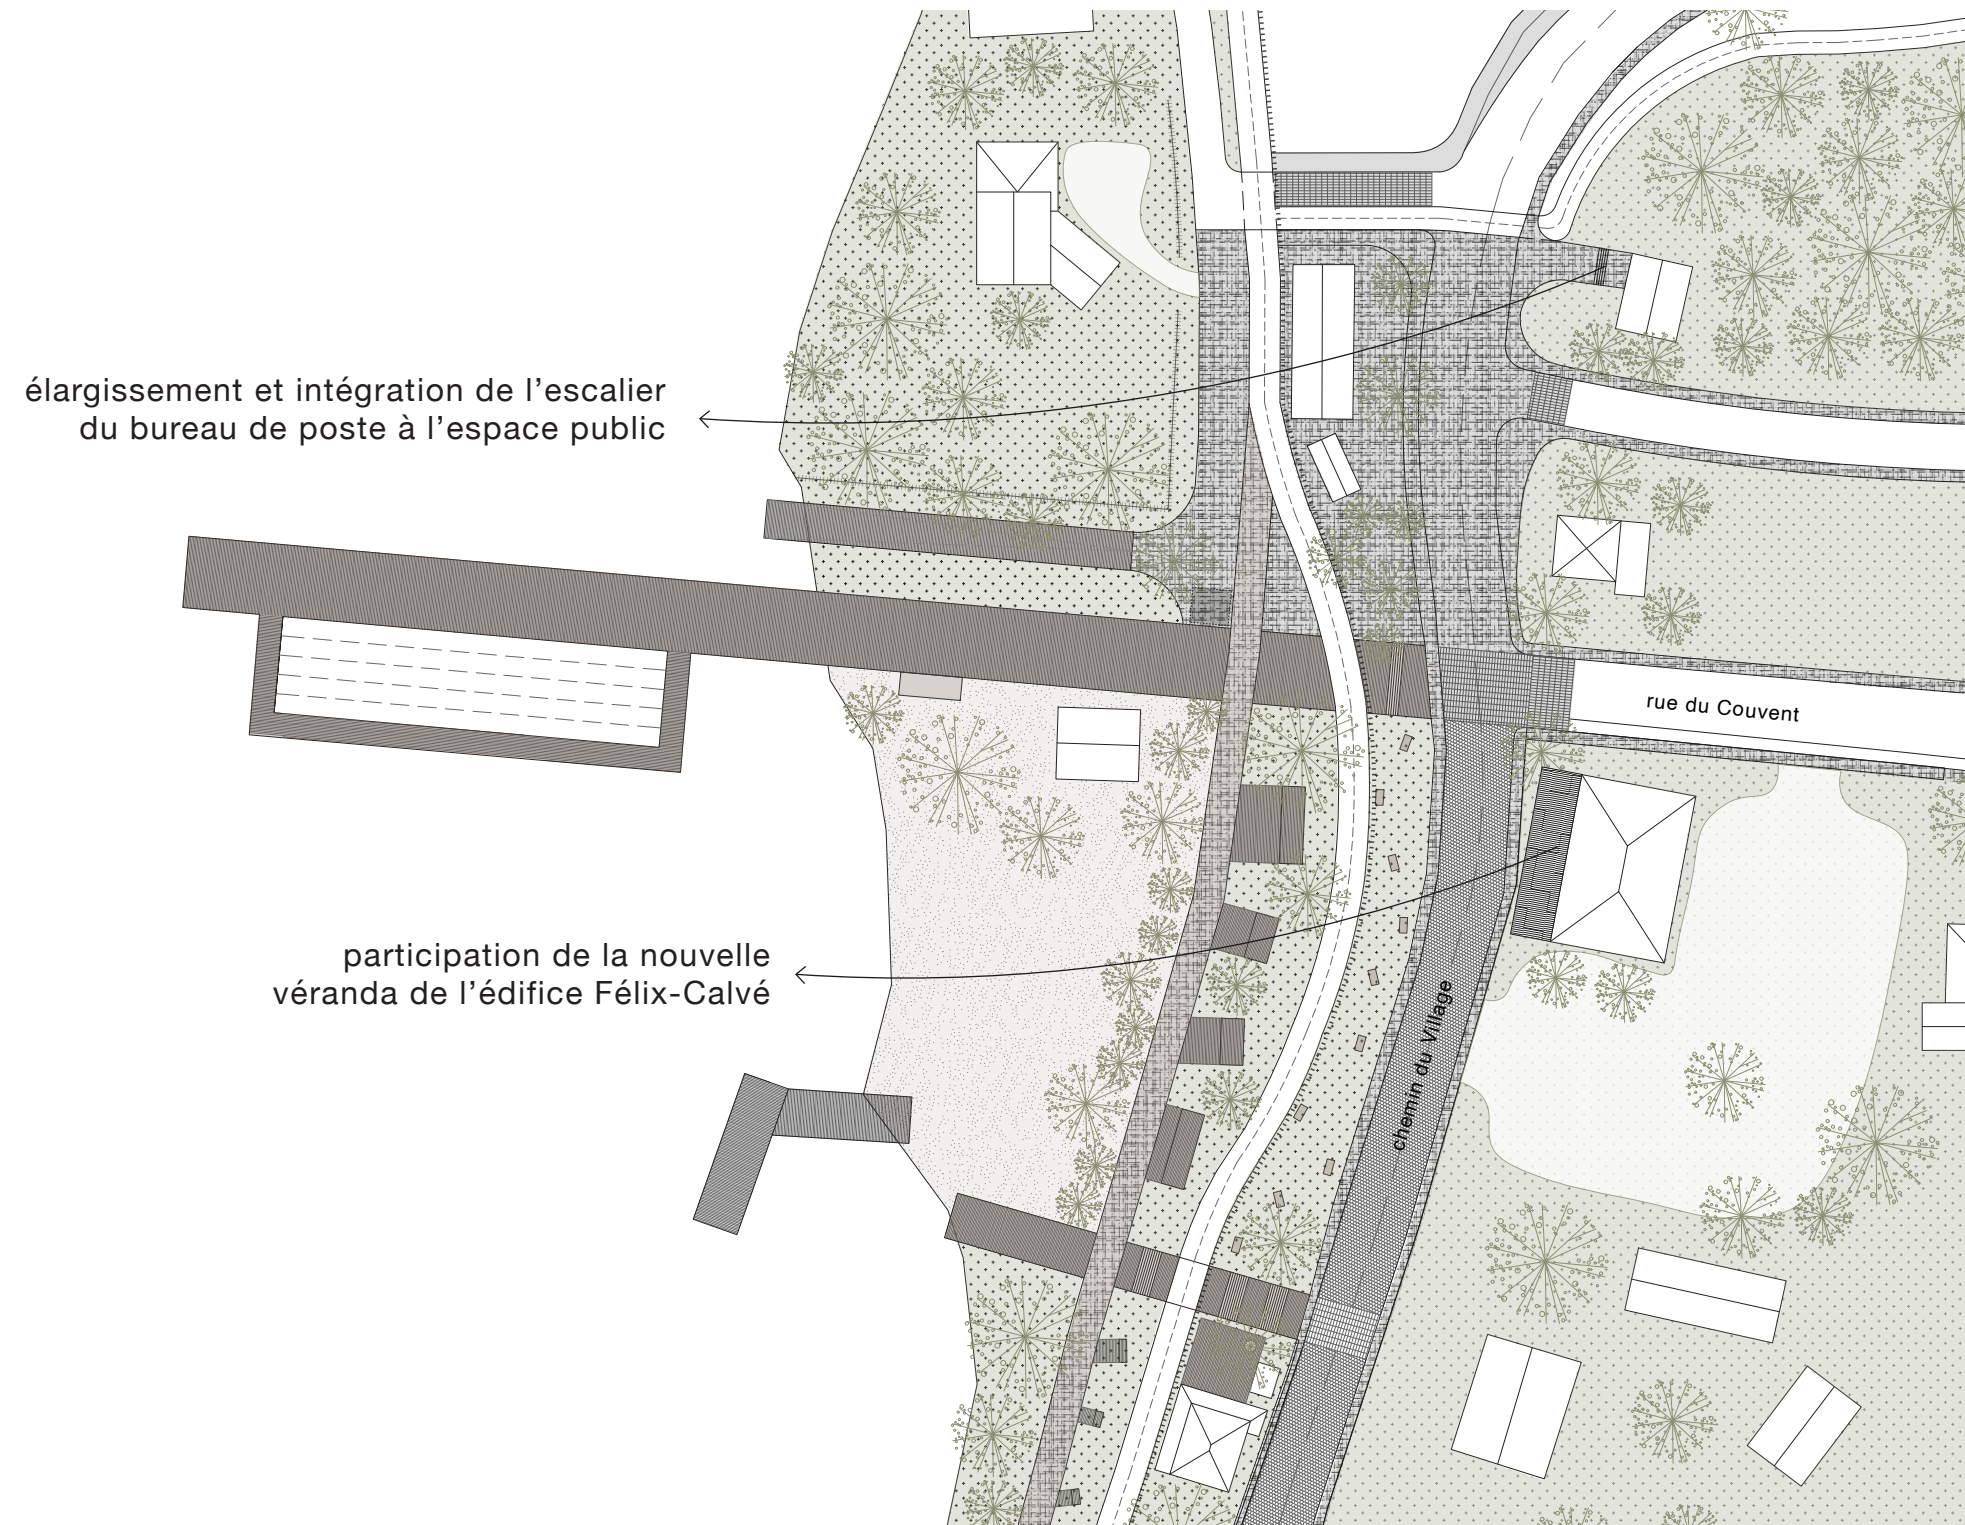 élargissement et intégration de l’escalier
du bureau de poste à l’espace public
rue du Couvent
participation de la nouvelle
véranda de l’édifice Félix-Calvé
chemin du Village